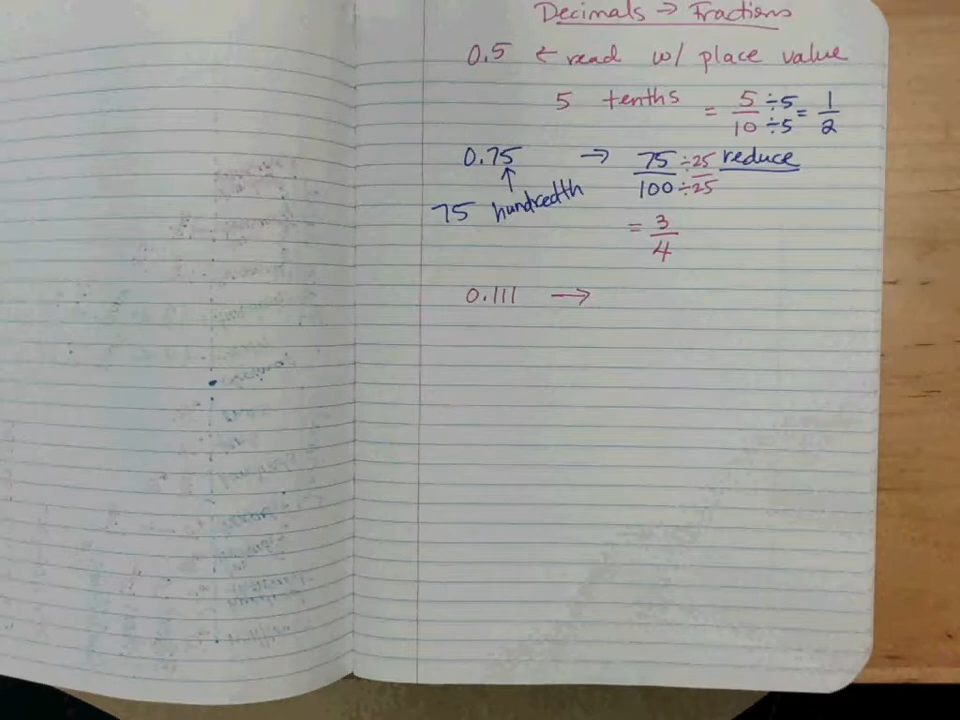 Decimals → Fractions
0.5 ← read w/ place value
5 tenths = 5/10 ÷5/÷5 = 1/2
0.75 → 75/100 ÷25/÷25 reduce
75 hundredth
= 3/4
0.111 →